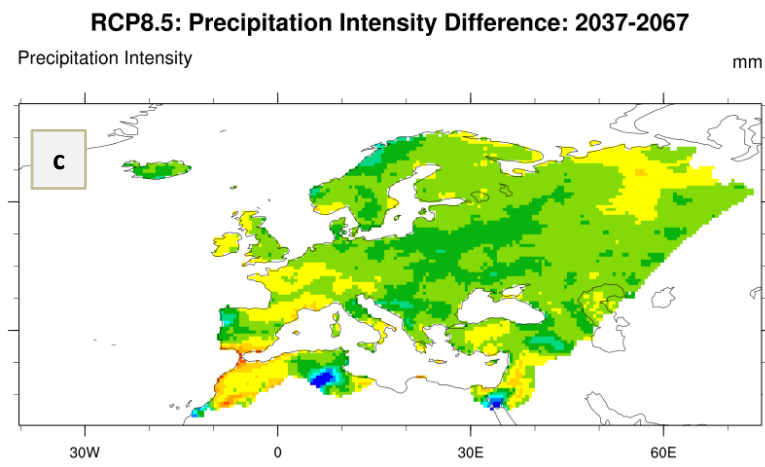 RCP8.5: Precipitation Intensity Difference: 2037-2067
Precipitation Intensity mm
c
30W 0 30E 60E